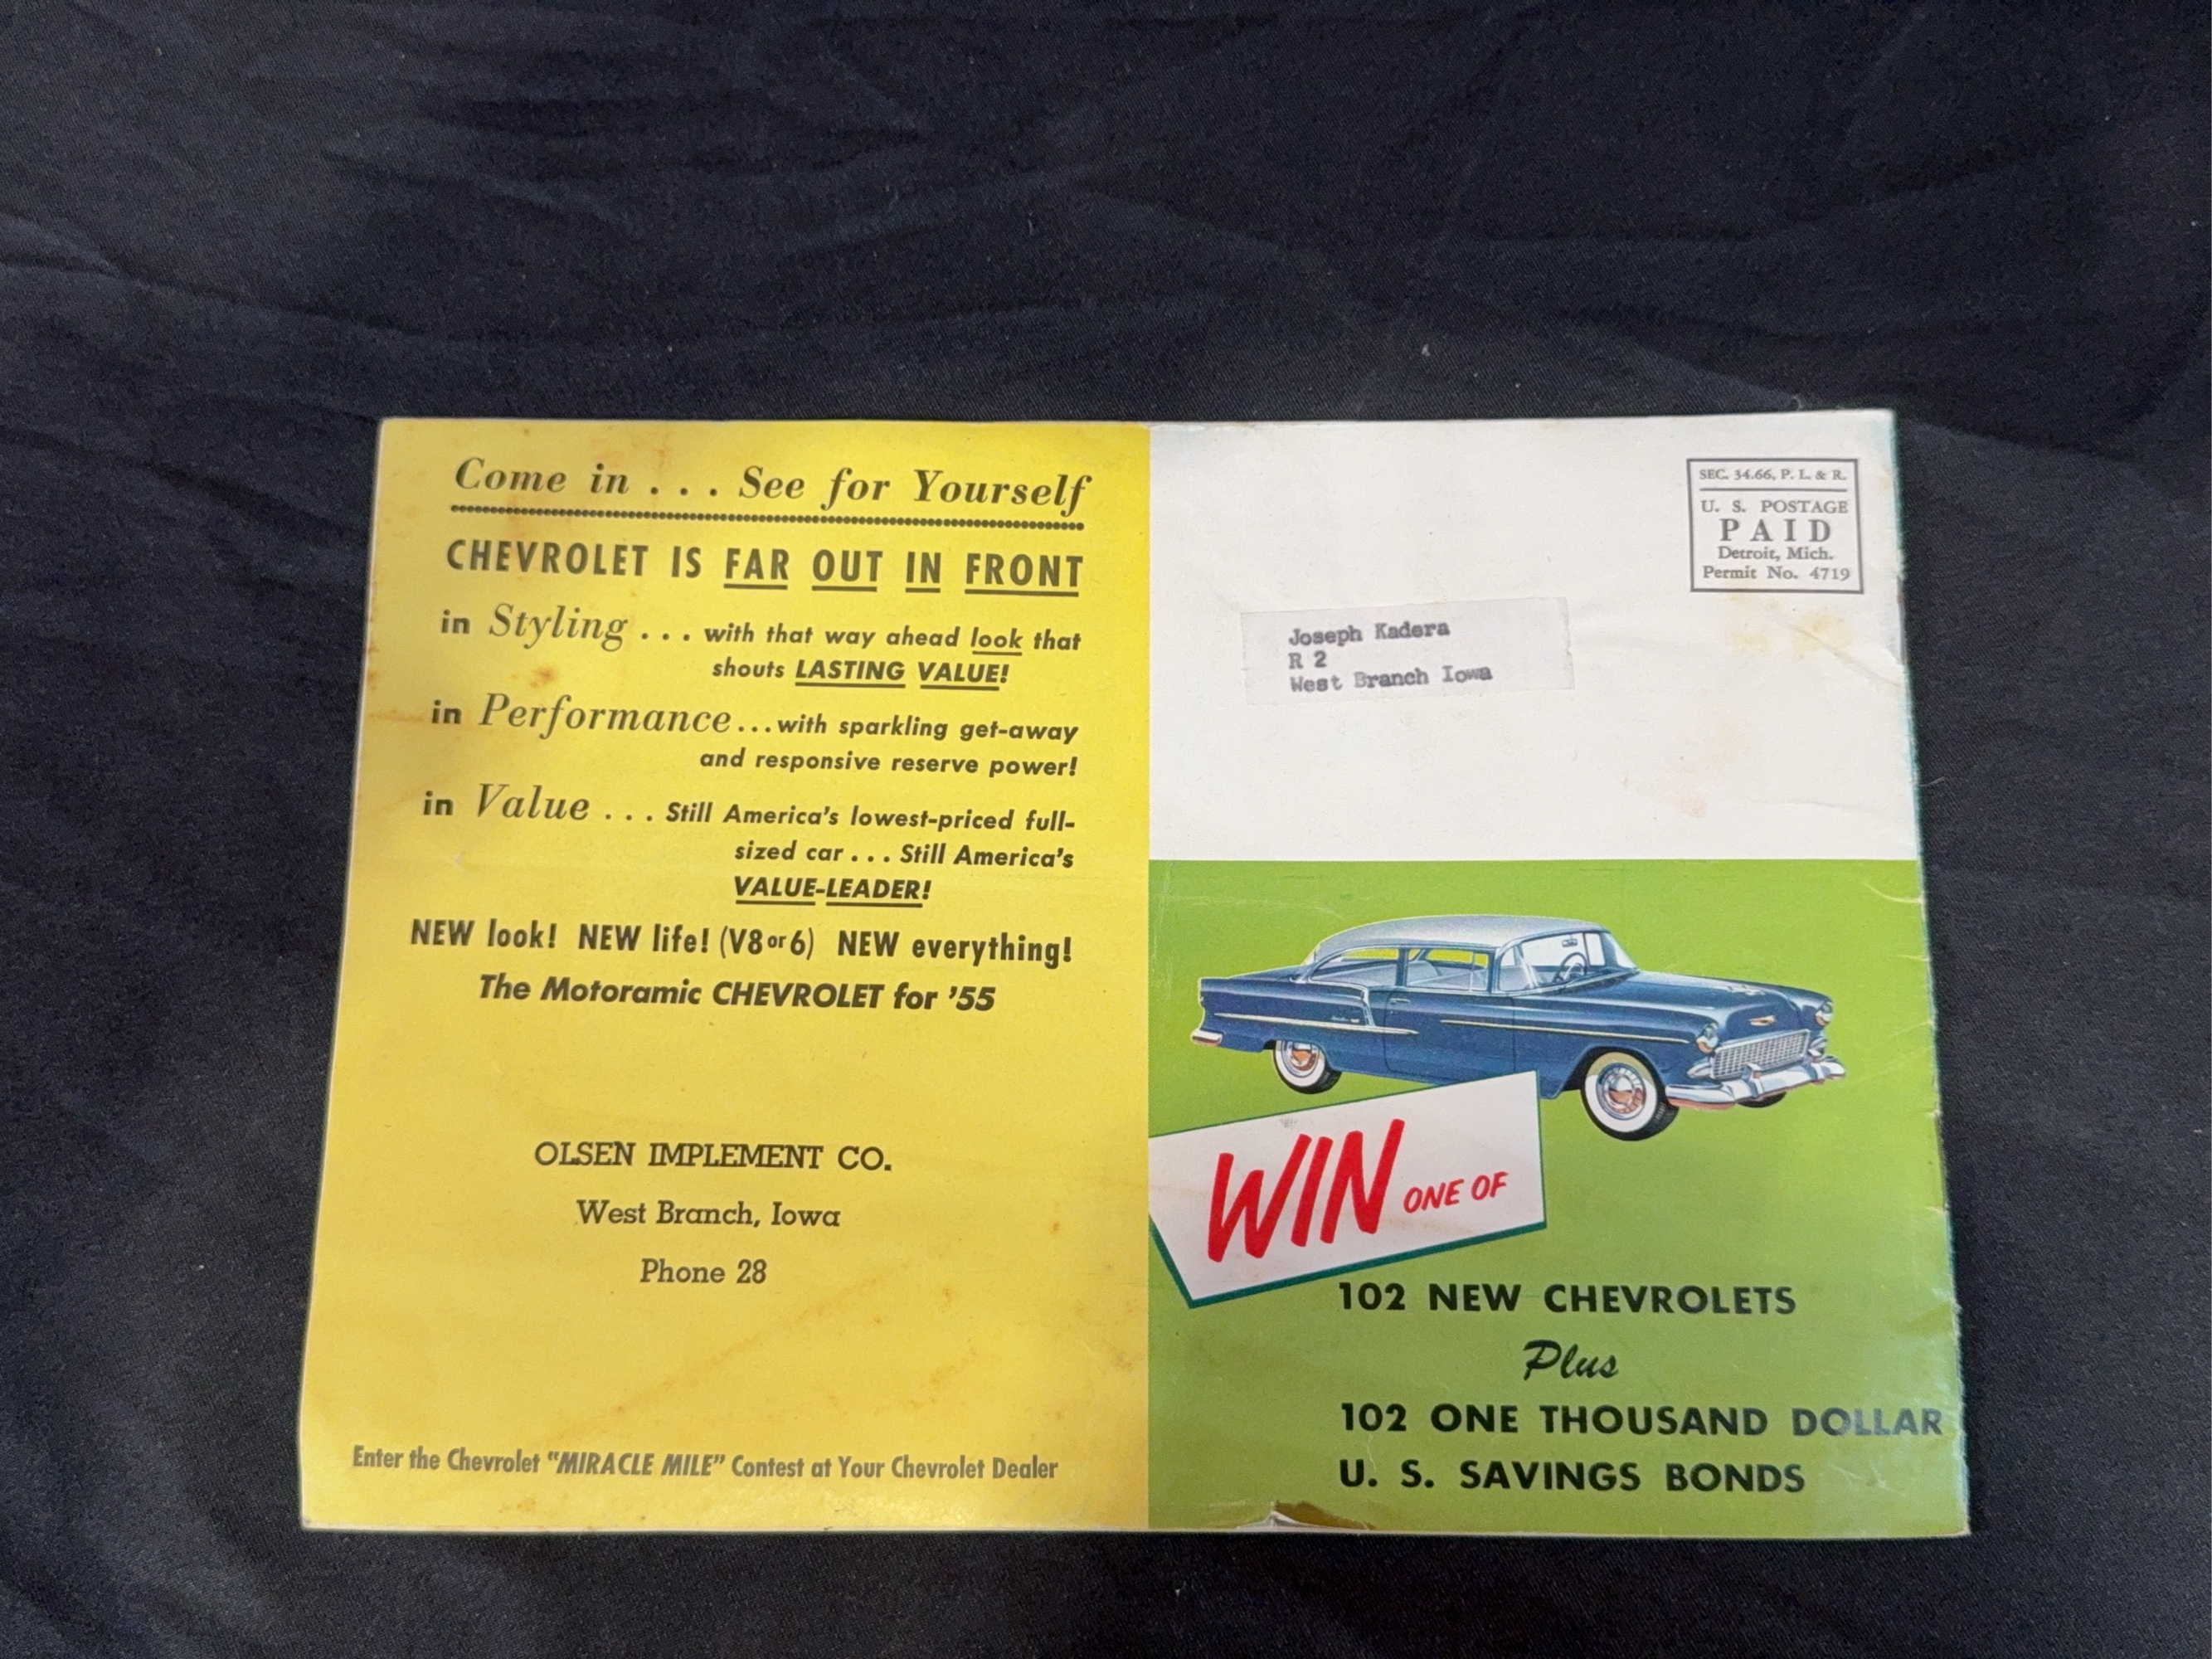 Come in . . . See for Yourself
CHEVROLET IS FAR OUT IN FRONT
in Styling . . . with that way ahead look that
shouts LASTING VALUE!
in Performance ... with sparkling get-away
and responsive reserve power!
in Value . . . Still America's lowest-priced full-
sized car . . . Still America's
VALUE-LEADER!
NEW look! NEW life! (V8 or 6) NEW everything!
The Motoramic CHEVROLET for '55
OLSEN IMPLEMENT CO.
West Branch, Iowa
Phone 28
Enter the Chevrolet "MIRACLE MILE" Contest at Your Chevrolet Dealer
SEC. 34.66, P. L. & R.
U. S. POSTAGE
PAID
Detroit, Mich.
Permit No. 4719
Joseph Kadera
R 2
West Branch Iowa
WIN ONE OF
102 NEW CHEVROLETS
Plus
102 ONE THOUSAND DOLLAR
U. S. SAVINGS BONDS